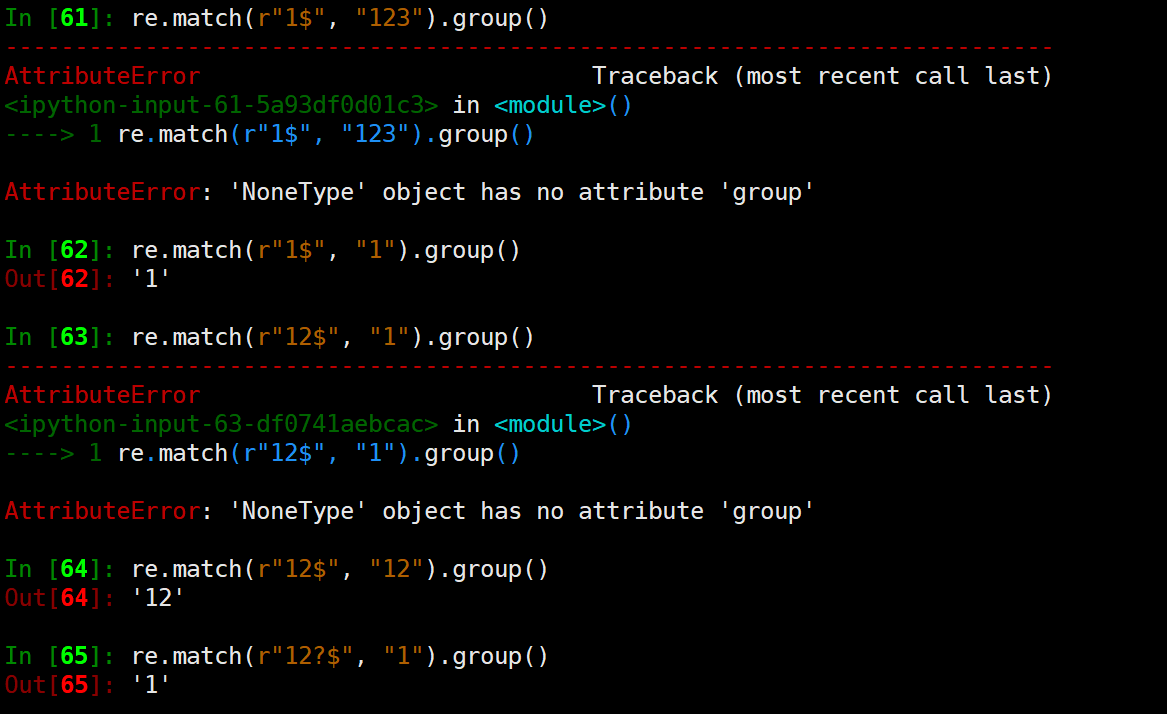 In [61]: re.match(r"1$", "123").group()
---------------------------------------------------------------------------
AttributeError                            Traceback (most recent call last)
<ipython-input-61-5a93df0d01c3> in <module>()
----> 1 re.match(r"1$", "123").group()

AttributeError: 'NoneType' object has no attribute 'group'

In [62]: re.match(r"1$", "1").group()
Out[62]: '1'

In [63]: re.match(r"12$", "1").group()
---------------------------------------------------------------------------
AttributeError                            Traceback (most recent call last)
<ipython-input-63-df0741aebcac> in <module>()
----> 1 re.match(r"12$", "1").group()

AttributeError: 'NoneType' object has no attribute 'group'

In [64]: re.match(r"12$", "12").group()
Out[64]: '12'

In [65]: re.match(r"12?$", "1").group()
Out[65]: '1'